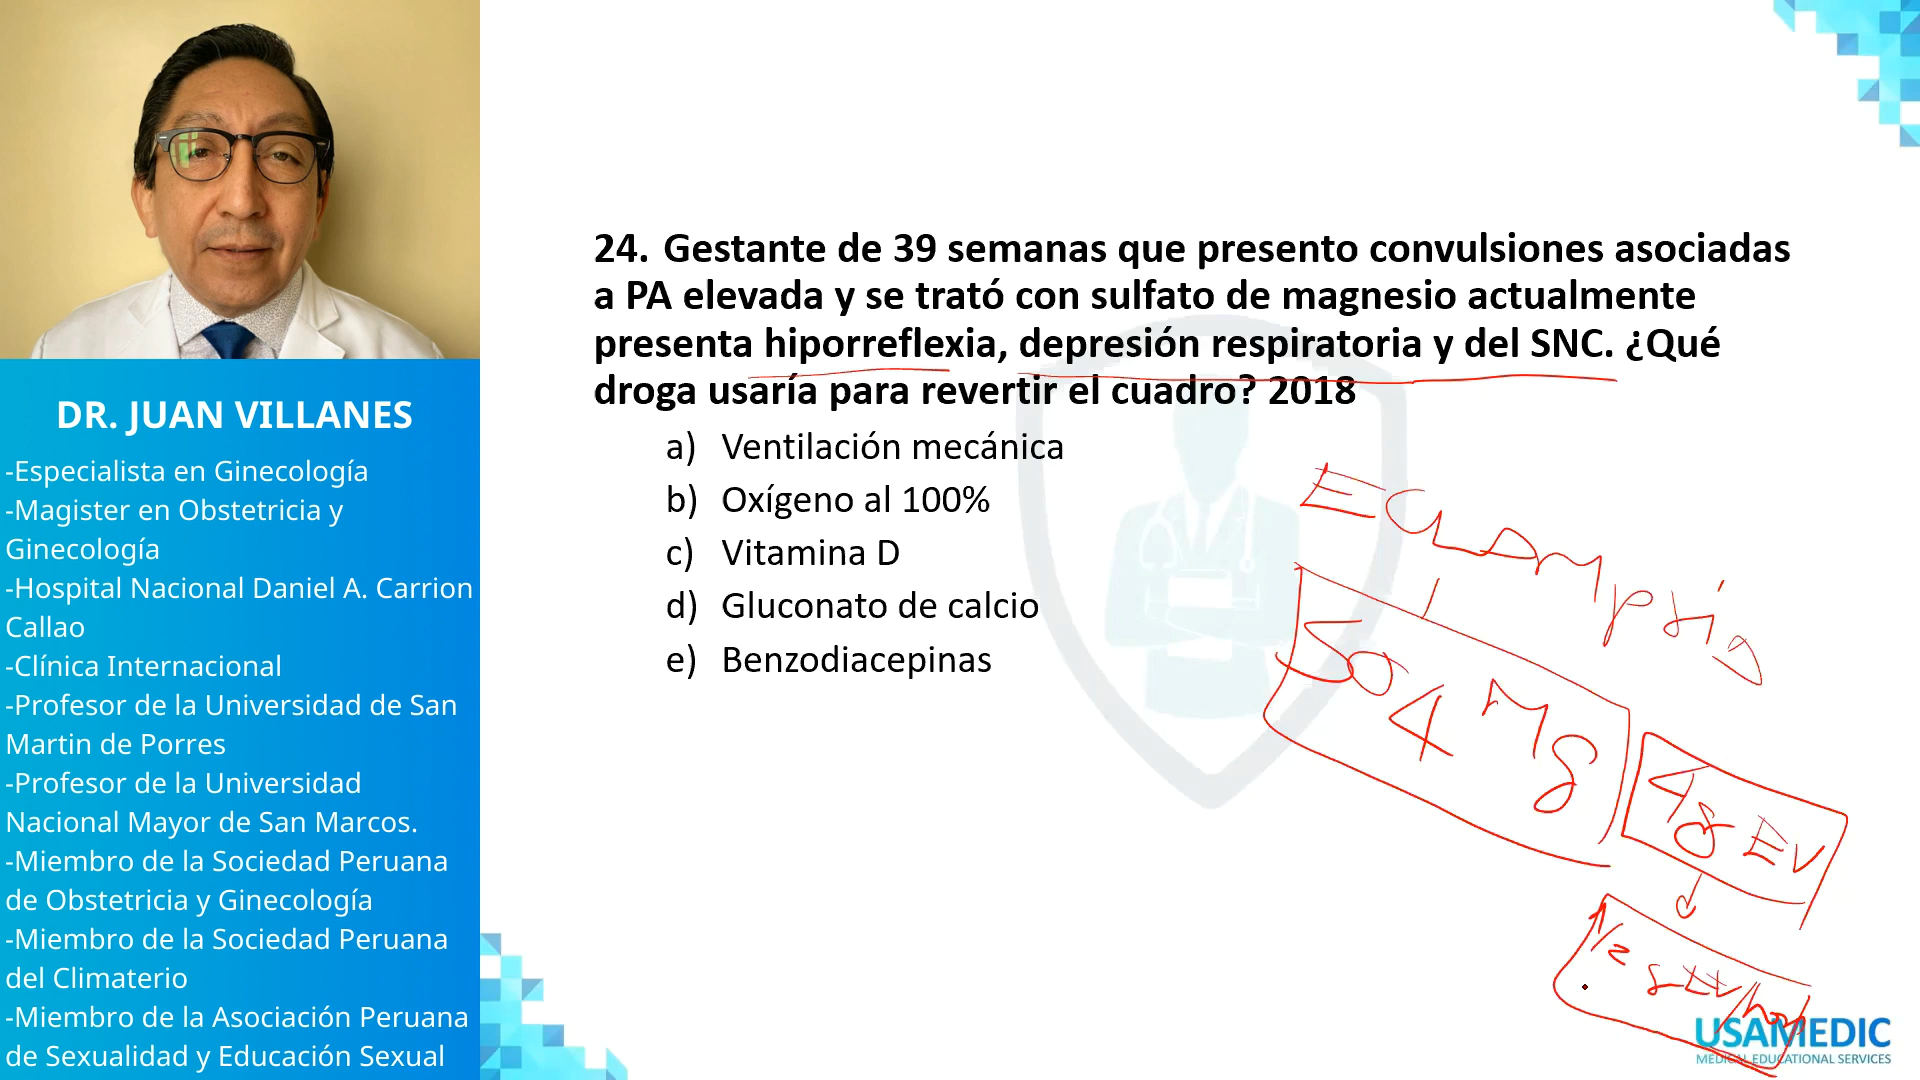 DR. JUAN VILLANES
-Especialista en Ginecología
-Magister en Obstetricia y
Ginecología
-Hospital Nacional Daniel A. Carrion
Callao
-Clínica Internacional
-Profesor de la Universidad de San
Martin de Porres
-Profesor de la Universidad
Nacional Mayor de San Marcos.
-Miembro de la Sociedad Peruana
de Obstetricia y Ginecología
-Miembro de la Sociedad Peruana
del Climaterio
-Miembro de la Asociación Peruana
de Sexualidad y Educación Sexual
24. Gestante de 39 semanas que presento convulsiones asociadas
a PA elevada y se trató con sulfato de magnesio actualmente
presenta hiporreflexia, depresión respiratoria y del SNC. ¿Qué
droga usaría para revertir el cuadro? 2018
a) Ventilación mecánica
b) Oxígeno al 100%
c) Vitamina D
d) Gluconato de calcio
e) Benzodiacepinas
Eclampsia
SO4 Mg
4g EV
USAMEDIC
MEDICAL EDUCATIONAL SERVICES